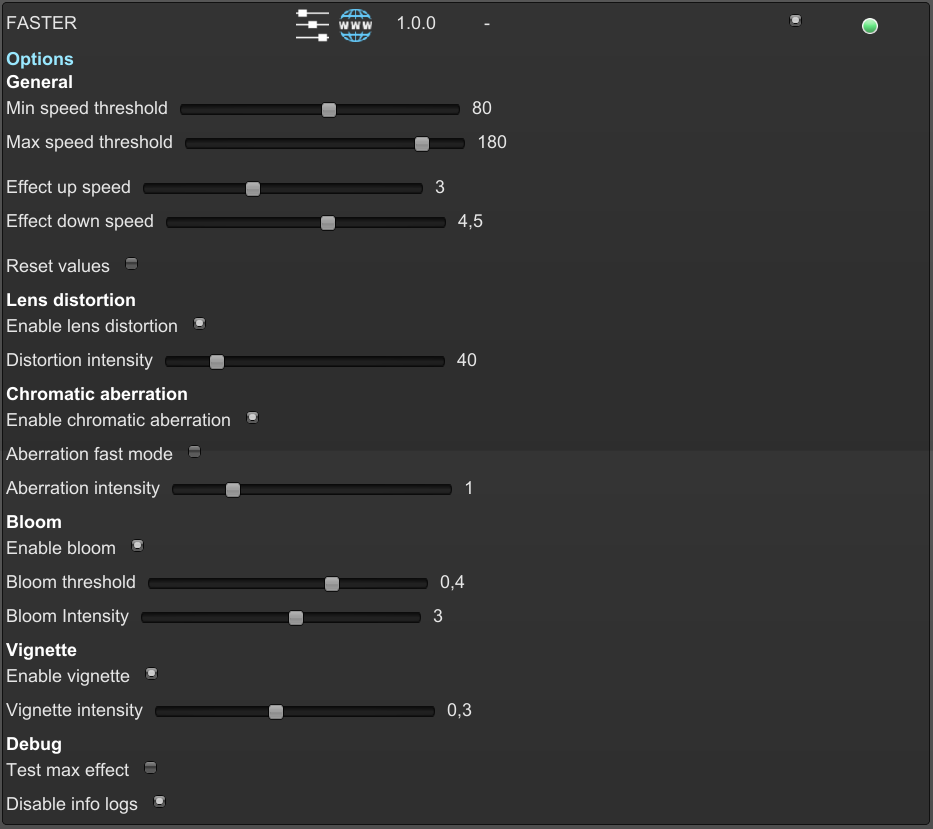 FASTER WWW 1.0.0 -
Options
General
Min speed threshold 80
Max speed threshold 180
Effect up speed 3
Effect down speed 4,5
Reset values
Lens distortion
Enable lens distortion
Distortion intensity 40
Chromatic aberration
Enable chromatic aberration
Aberration fast mode
Aberration intensity 1
Bloom
Enable bloom
Bloom threshold 0,4
Bloom Intensity 3
Vignette
Enable vignette
Vignette intensity 0,3
Debug
Test max effect
Disable info logs